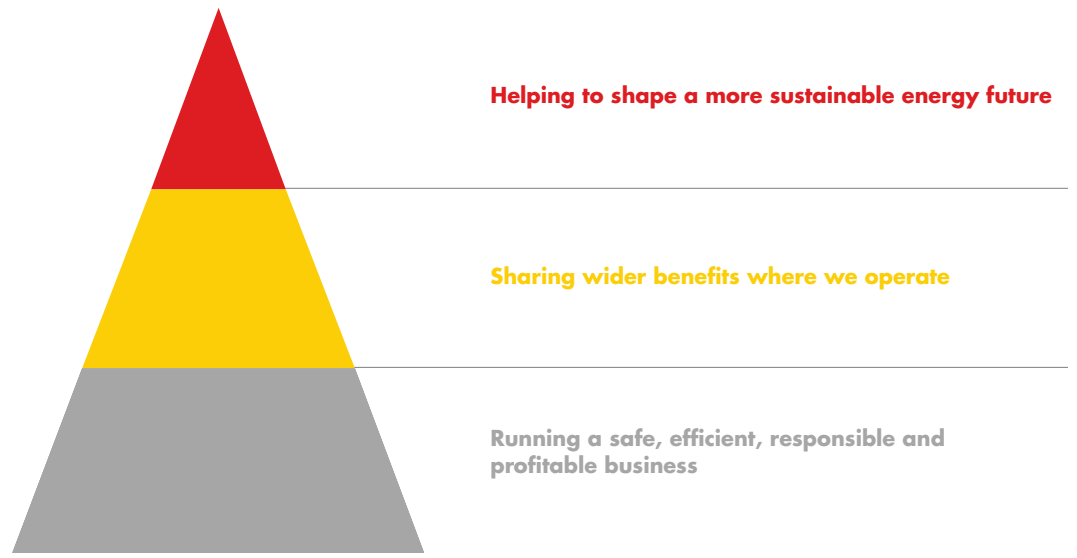 Helping to shape a more sustainable energy future
Sharing wider benefits where we operate
Running a safe, efficient, responsible and
profitable business